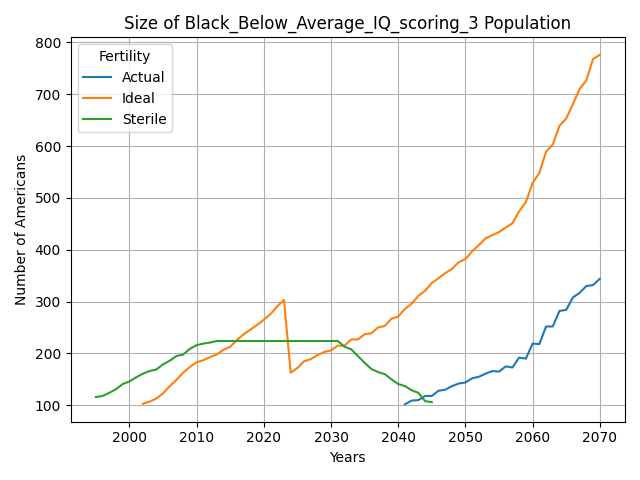 Size of Black_Below_Average_IQ_scoring_3 Population
Fertility
Actual
Ideal
Sterile
Number of Americans
800
700
600
500
400
300
200
100
2000 2010 2020 2030 2040 2050 2060 2070
Years